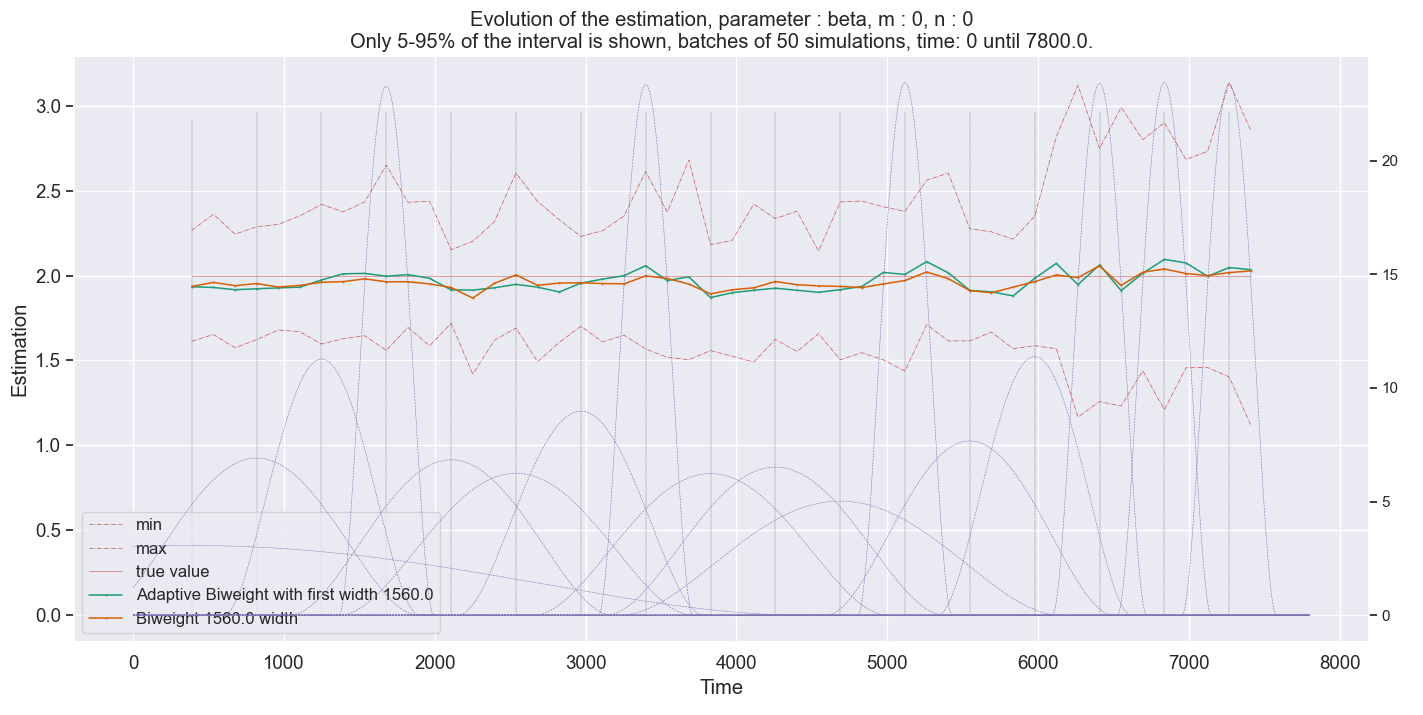 Evolution of the estimation, parameter : beta, m : 0, n : 0
Only 5-95% of the interval is shown, batches of 50 simulations, time: 0 until 7800.0.
3.0
2.5
2.0
1.5
1.0
0.5
0.0
Estimation
20
15
10
5
0
min
max
true value
Adaptive Biweight with first width 1560.0
Biweight 1560.0 width
0 1000 2000 3000 4000 5000 6000 7000 8000
Time